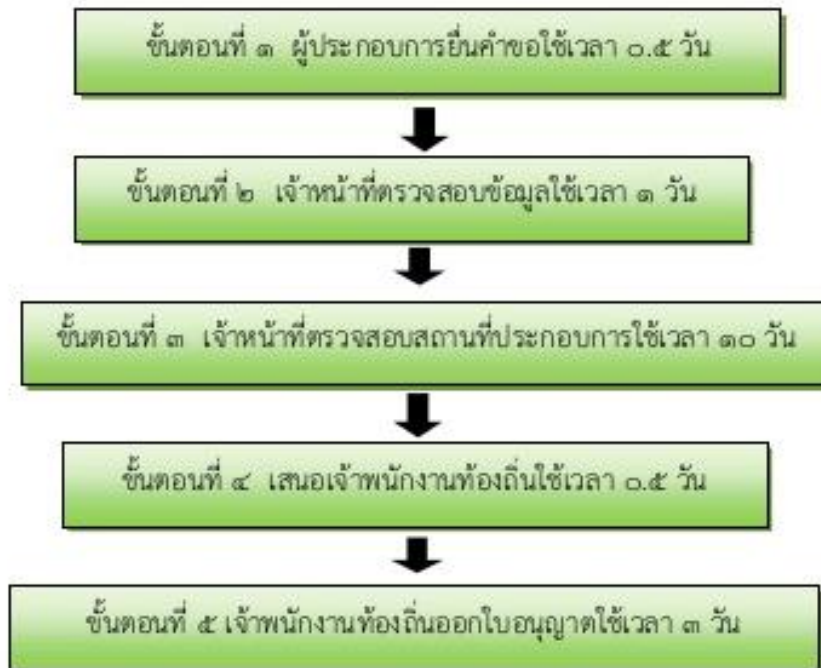 ขั้นตอนที่ ๑ ผู้ประกอบการยื่นคำขอใช้เวลา ๐.๕ วัน
ขั้นตอนที่ ๒ เจ้าหน้าที่ตรวจสอบข้อมูลใช้เวลา ๑ วัน
ขั้นตอนที่ ๓ เจ้าหน้าที่ตรวจสอบสถานที่ประกอบการใช้เวลา ๑๐ วัน
ขั้นตอนที่ ๔ เสนอเจ้าพนักงานท้องถิ่นใช้เวลา ๐.๕ วัน
ขั้นตอนที่ ๕ เจ้าพนักงานท้องถิ่นออกใบอนุญาตใช้เวลา ๓ วัน